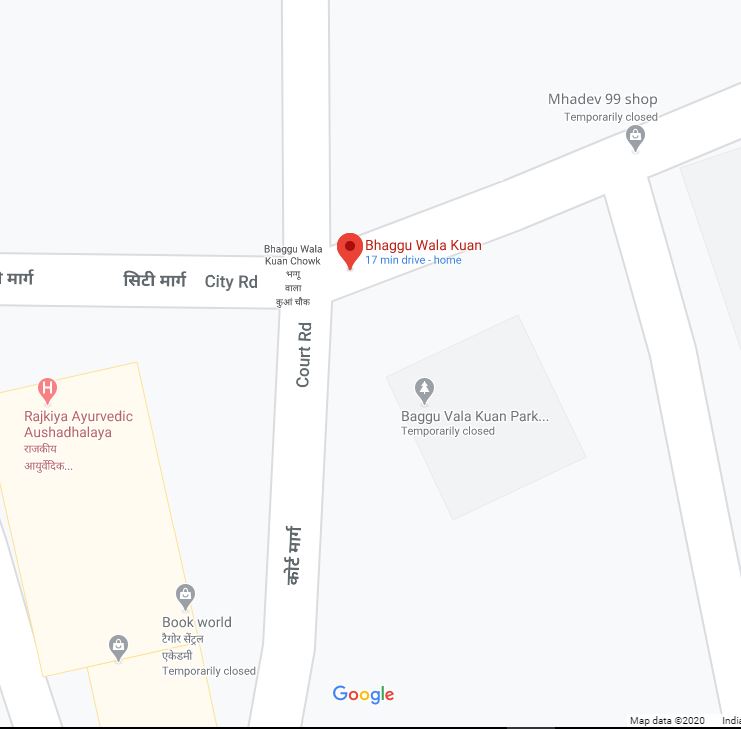 Mhadev 99 shop
Temporarily closed
Bhaggu Wala
Kuan Chowk
भग्गू
वाला
कुआं चौक
Bhaggu Wala Kuan
17 min drive - home
मार्ग
सिटी मार्ग
City Rd
Court Rd
Rajkiya Ayurvedic
Aushadhalaya
राजकीय
आयुर्वेदिक...
Baggu Vala Kuan Park...
Temporarily closed
कोर्ट मार्ग
Book world
टैगोर सेंट्रल
एकेडमी
Temporarily closed
Google
Map data ©2020
India